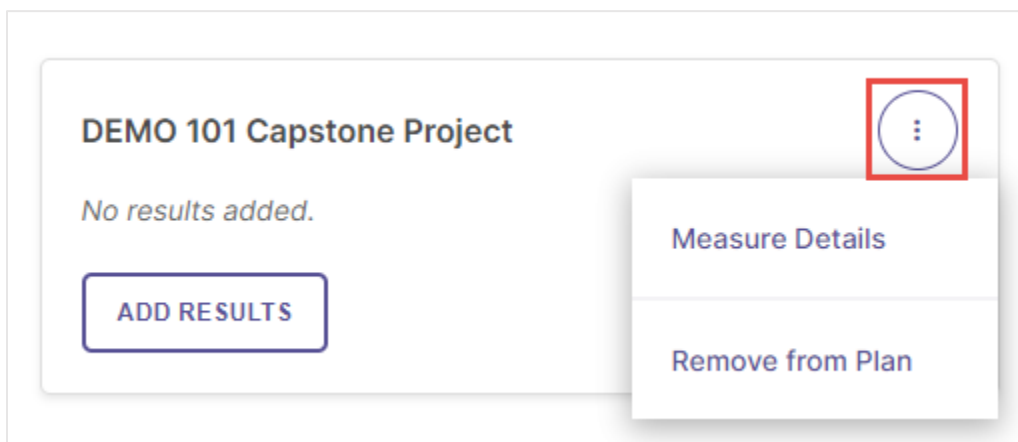 DEMO 101 Capstone Project
No results added.
ADD RESULTS
Measure Details
Remove from Plan